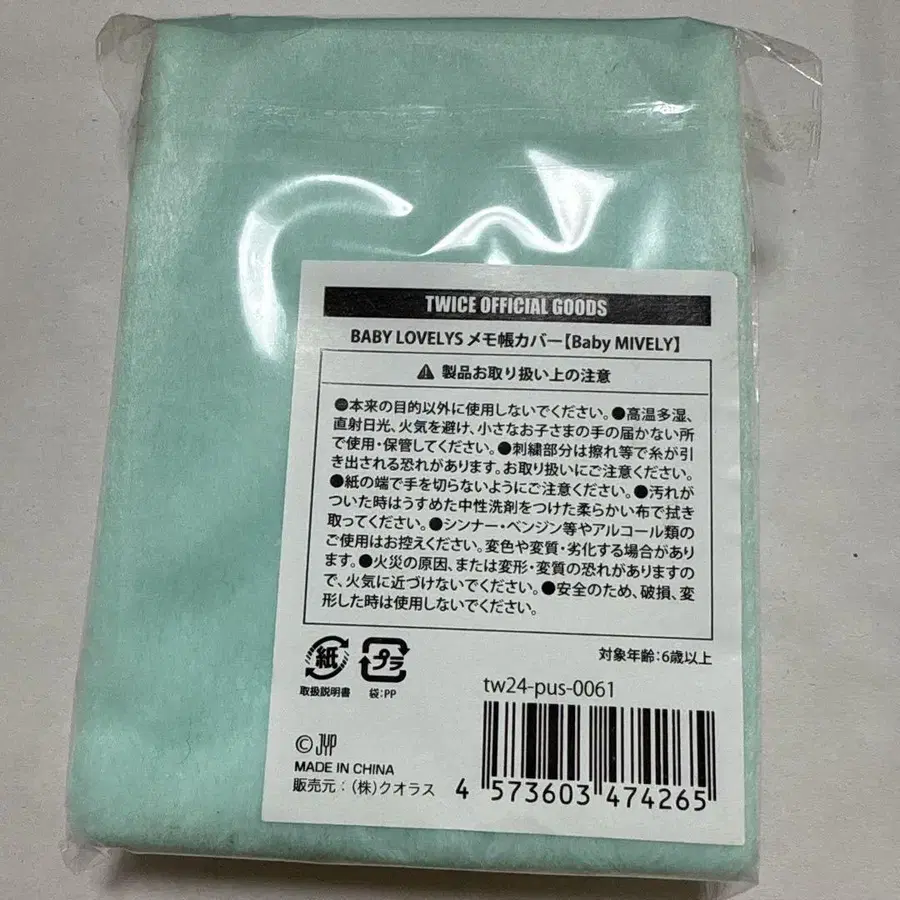 TWICE OFFICIAL GOODS
BABY LOVELYS メモ帳カバー【Baby MIVELY】
⚠ 製品お取り扱い上の注意
●本来の目的以外に使用しないでください。●高温多湿、
直射日光、火気を避け、小さなお子さまの手の届かない所
で使用・保管してください。●刺繍部分は擦れ等で糸が引
き出される恐れがあります。お取り扱いにご注意ください。
●紙の端で手を切らないようにご注意ください。●汚れが
ついた時はうすめた中性洗剤をつけた柔らかい布で拭き
取ってください。●シンナー・ベンジン等やアルコール類の
ご使用はお控えください。変色や変質・劣化する場合があり
ます。●火災の原因、または変形・変質の恐れがありますの
で、火気に近づけないでください。●安全のため、破損、変
形した時は使用しないでください。
対象年齢:6歳以上
紙
プラ
取扱説明書
袋:PP
tw24-pus-0061
© JYP
MADE IN CHINA
販売元：(株)クオラス
4 573603 474265